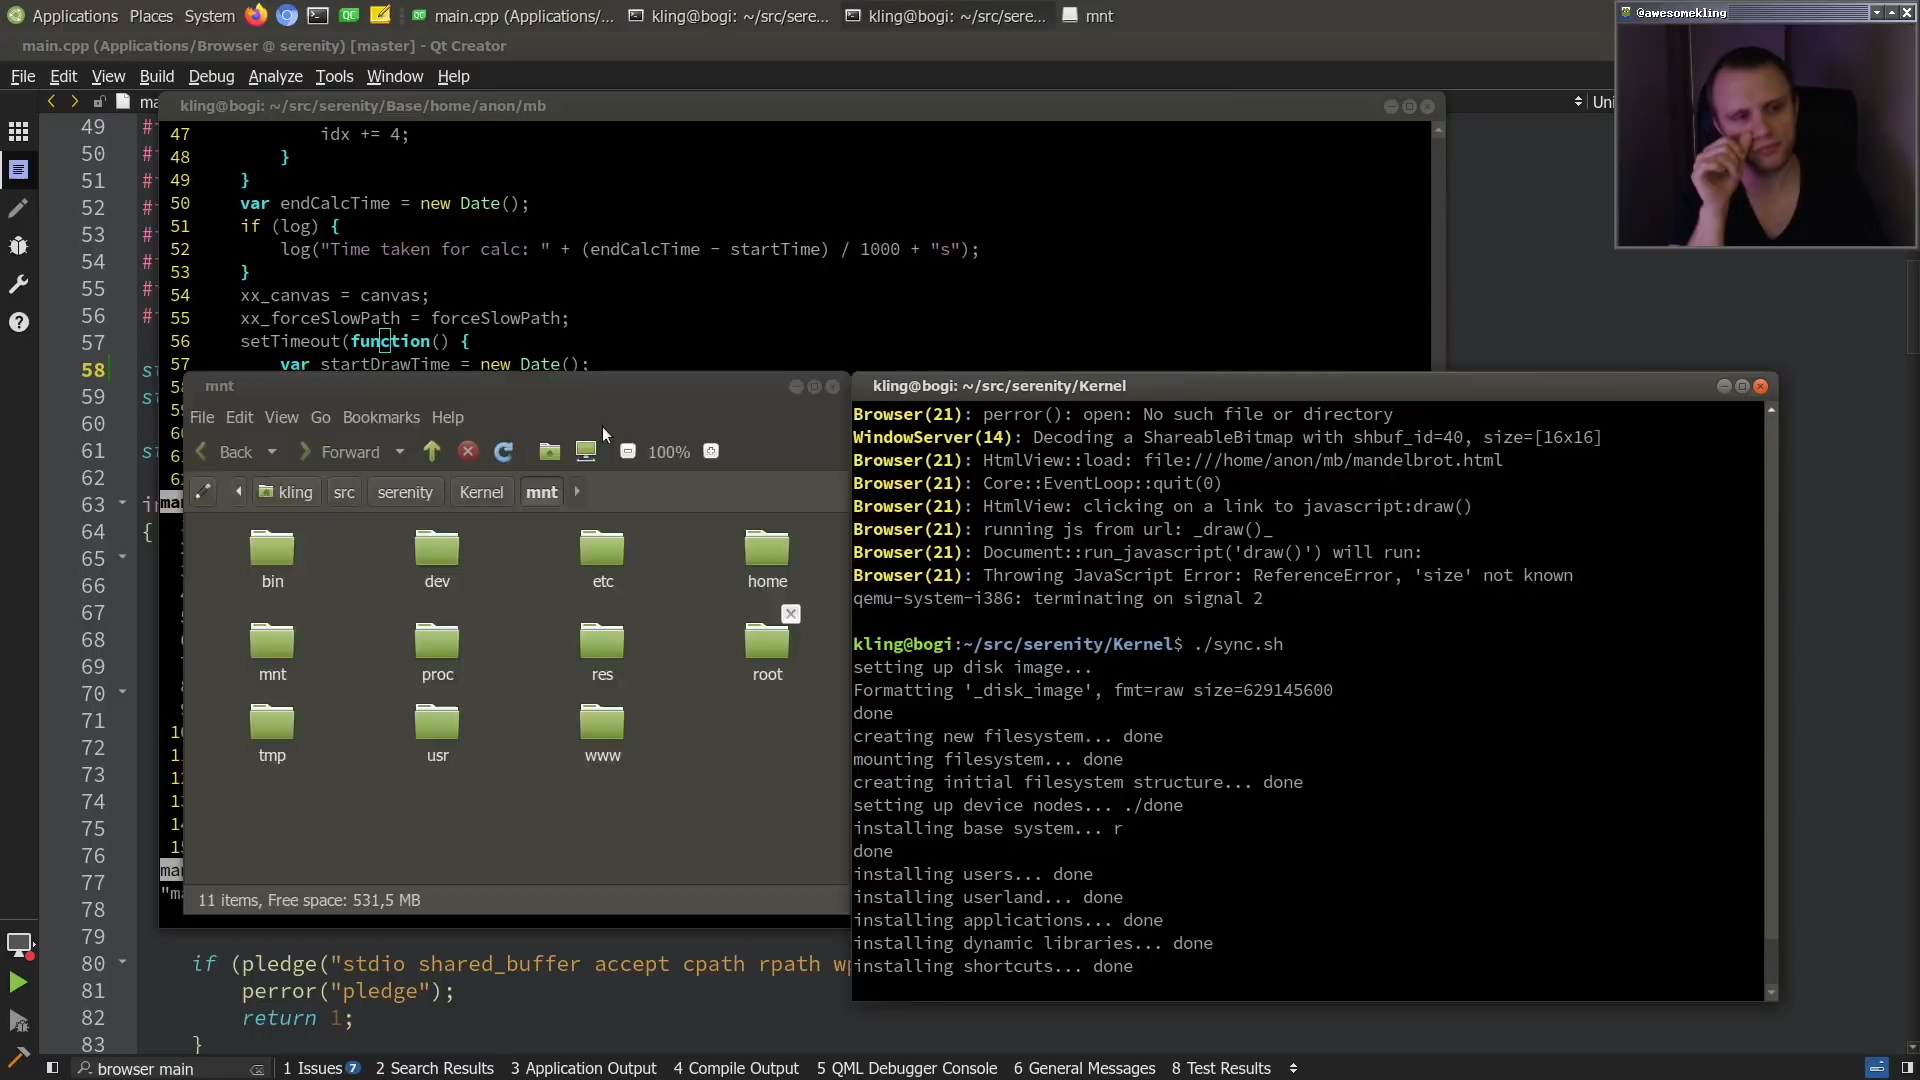 Applications Places System main.cpp (Applications/... kling@bogi: ~/src/sere... kling@bogi: ~/src/sere... mnt
@awesomekling
main.cpp (Applications/Browser @ serenity) [master] - Qt Creator
File Edit View Build Debug Analyze Tools Window Help
kling@bogi: ~/src/serenity/Base/home/anon/mb
47 idx += 4;
48 }
49 }
50 var endCalcTime = new Date();
51 if (log) {
52 log("Time taken for calc: " + (endCalcTime - startTime) / 1000 + "s");
53 }
54 xx_canvas = canvas;
55 xx_forceSlowPath = forceSlowPath;
56 setTimeout(function() {
57 var startDrawTime = new Date();
mnt
File Edit View Go Bookmarks Help
Back Forward 100%
kling src serenity Kernel mnt
bin dev etc home
mnt proc res root
tmp usr www
11 items, Free space: 531,5 MB
kling@bogi: ~/src/serenity/Kernel
Browser(21): perror(): open: No such file or directory
WindowServer(14): Decoding a ShareableBitmap with shbuf_id=40, size=[16x16]
Browser(21): HtmlView::load: file:///home/anon/mb/mandelbrot.html
Browser(21): Core::EventLoop::quit(0)
Browser(21): HtmlView: clicking on a link to javascript:draw()
Browser(21): running js from url: _draw()_
Browser(21): Document::run_javascript('draw()') will run:
Browser(21): Throwing JavaScript Error: ReferenceError, 'size' not known
qemu-system-i386: terminating on signal 2
kling@bogi:~/src/serenity/Kernel$ ./sync.sh
setting up disk image...
Formatting '_disk_image', fmt=raw size=629145600
done
creating new filesystem... done
mounting filesystem... done
creating initial filesystem structure... done
setting up device nodes... ./done
installing base system... r
done
installing users... done
installing userland... done
installing applications... done
installing dynamic libraries... done
installing shortcuts... done
49
50
51
52
53
54
55
56
57
58
59
60
61
62
63
64 {
65
66
67
68
69
70
71
72
73
74
75
76
77
78
79
80 if (pledge("stdio shared_buffer accept cpath rpath
81 perror("pledge");
82 return 1;
83 }
browser main 1 Issues 7 2 Search Results 3 Application Output 4 Compile Output 5 QML Debugger Console 6 General Messages 8 Test Results